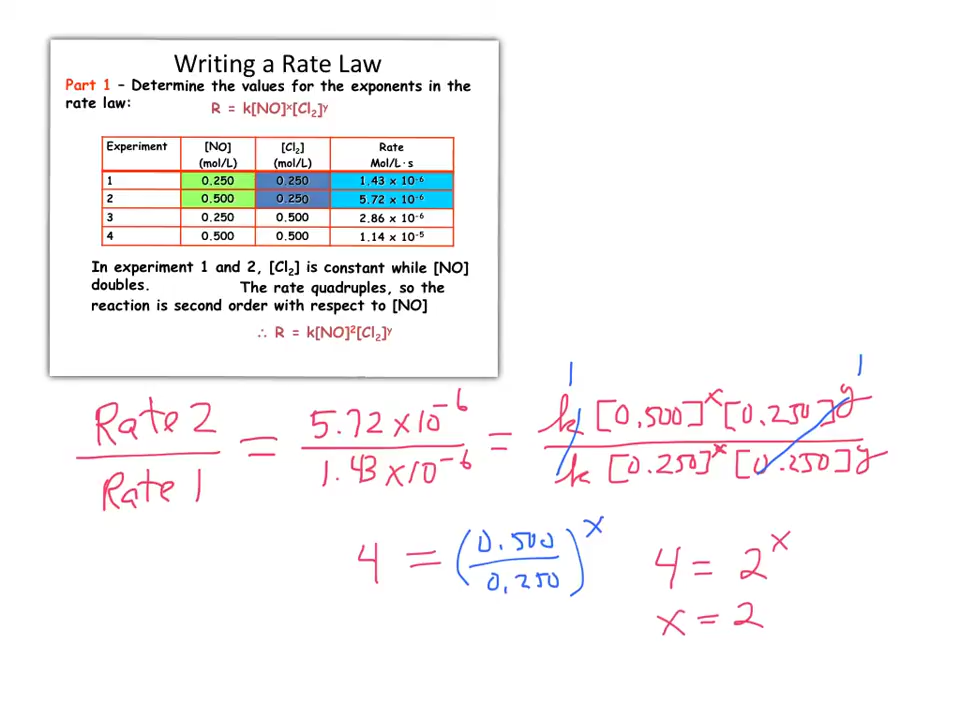 Writing a Rate Law
Part 1 – Determine the values for the exponents in the
rate law: R = k[NO]ˣ[Cl₂]ʸ
Experiment [NO] (mol/L) [Cl₂] (mol/L) Rate Mol/L·s
1 0.250 0.250 1.43 x 10⁻⁶
2 0.500 0.250 5.72 x 10⁻⁶
3 0.250 0.500 2.86 x 10⁻⁶
4 0.500 0.500 1.14 x 10⁻⁵
In experiment 1 and 2, [Cl₂] is constant while [NO]
doubles. The rate quadruples, so the
reaction is second order with respect to [NO]
∴ R = k[NO]²[Cl₂]ʸ
1 1
Rate 2 = 5.72 x 10⁻⁶ = k [0.500]ˣ [0.250]ʸ
Rate 1 1.43 x 10⁻⁶ k [0.250]ˣ [0.250]ʸ
4 = (0.500 / 0.250)ˣ 4 = 2ˣ
x = 2